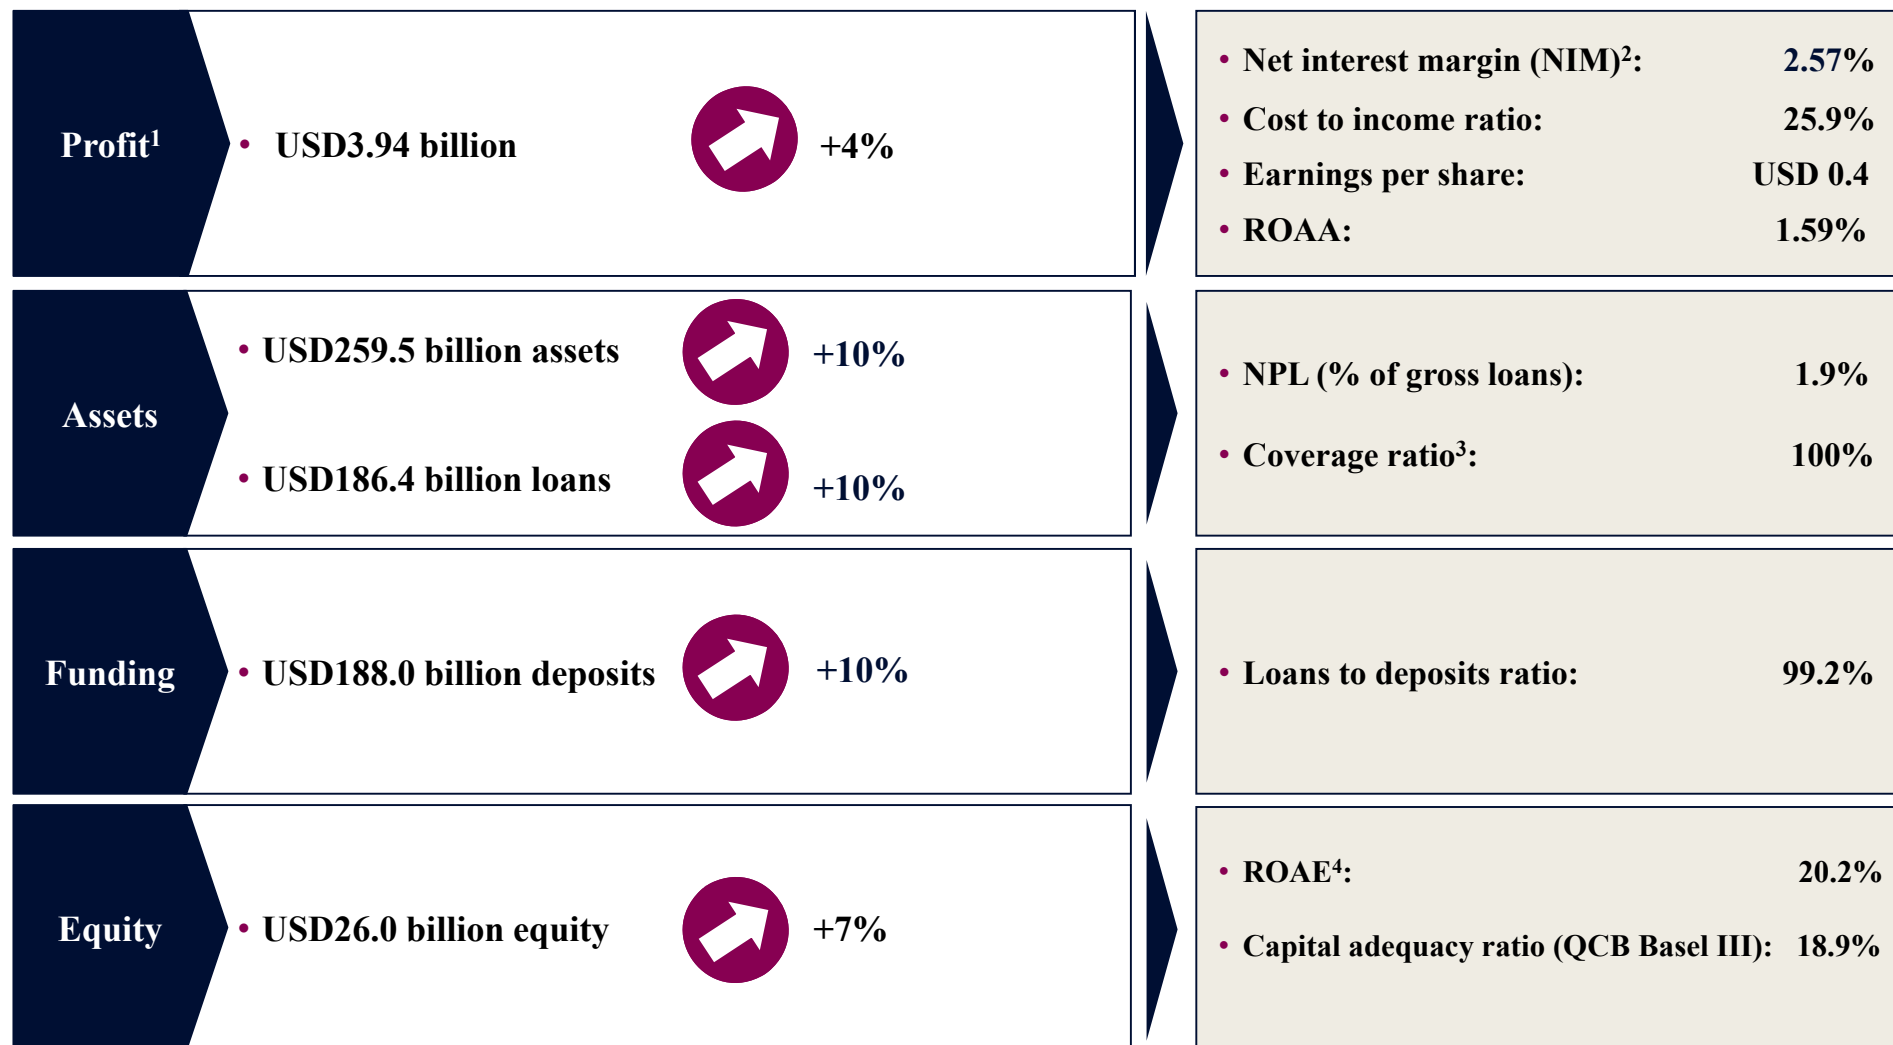 Profit¹
• USD3.94 billion +4%
• Net interest margin (NIM)²: 2.57%
• Cost to income ratio: 25.9%
• Earnings per share: USD 0.4
• ROAA: 1.59%
Assets
• USD259.5 billion assets +10%
• USD186.4 billion loans +10%
• NPL (% of gross loans): 1.9%
• Coverage ratio³: 100%
Funding
• USD188.0 billion deposits +10%
• Loans to deposits ratio: 99.2%
Equity
• USD26.0 billion equity +7%
• ROAE⁴: 20.2%
• Capital adequacy ratio (QCB Basel III): 18.9%